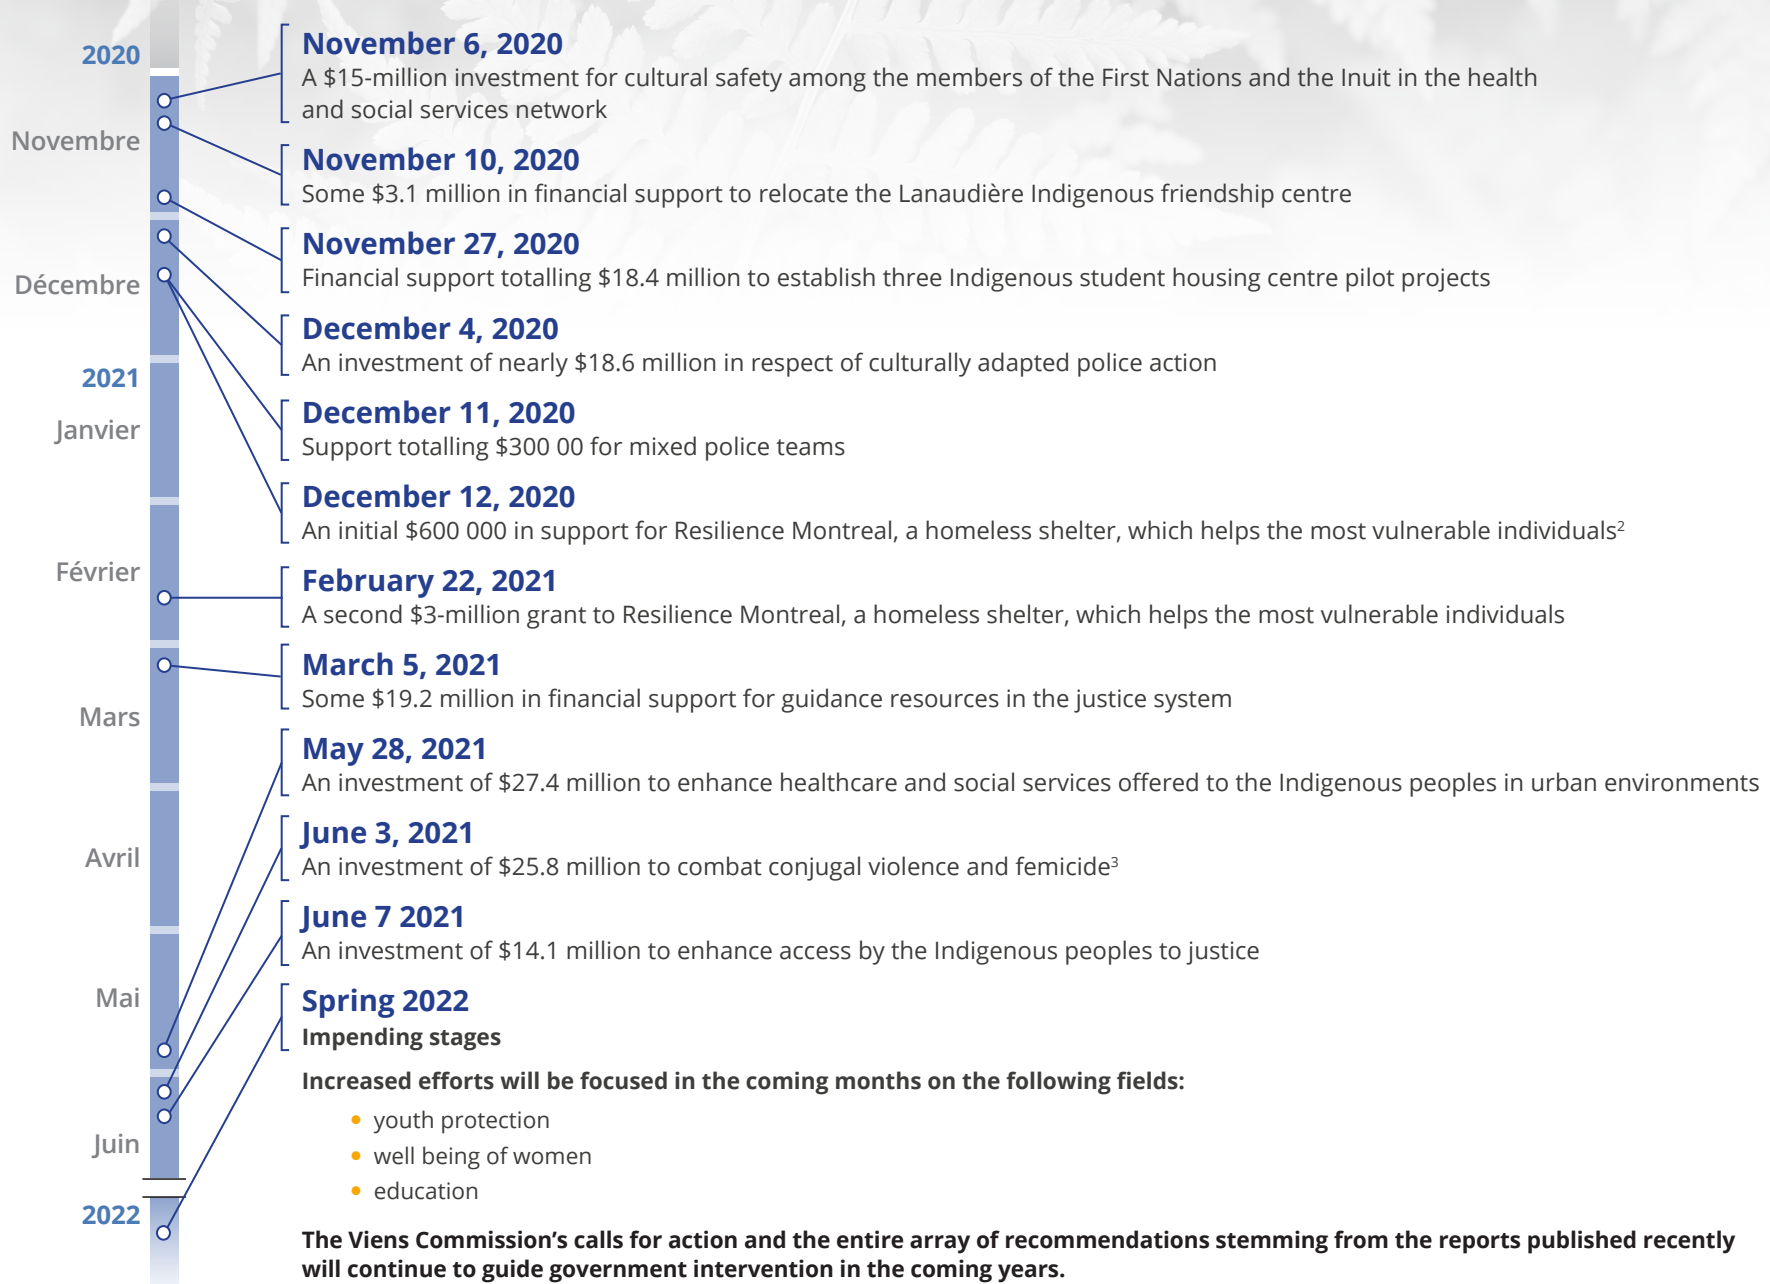 2020
November 6, 2020
A $15-million investment for cultural safety among the members of the First Nations and the Inuit in the health
and social services network
Novembre
November 10, 2020
Some $3.1 million in financial support to relocate the Lanaudière Indigenous friendship centre
November 27, 2020
Financial support totalling $18.4 million to establish three Indigenous student housing centre pilot projects
Décembre
December 4, 2020
An investment of nearly $18.6 million in respect of culturally adapted police action
2021
December 11, 2020
Support totalling $300 00 for mixed police teams
Janvier
December 12, 2020
An initial $600 000 in support for Resilience Montreal, a homeless shelter, which helps the most vulnerable individuals²
Février
February 22, 2021
A second $3-million grant to Resilience Montreal, a homeless shelter, which helps the most vulnerable individuals
March 5, 2021
Some $19.2 million in financial support for guidance resources in the justice system
Mars
May 28, 2021
An investment of $27.4 million to enhance healthcare and social services offered to the Indigenous peoples in urban environments
Avril
June 3, 2021
An investment of $25.8 million to combat conjugal violence and femicide³
June 7 2021
An investment of $14.1 million to enhance access by the Indigenous peoples to justice
Mai
Spring 2022
Impending stages
Increased efforts will be focused in the coming months on the following fields:
• youth protection
• well being of women
• education
Juin
2022
The Viens Commission’s calls for action and the entire array of recommendations stemming from the reports published recently
will continue to guide government intervention in the coming years.